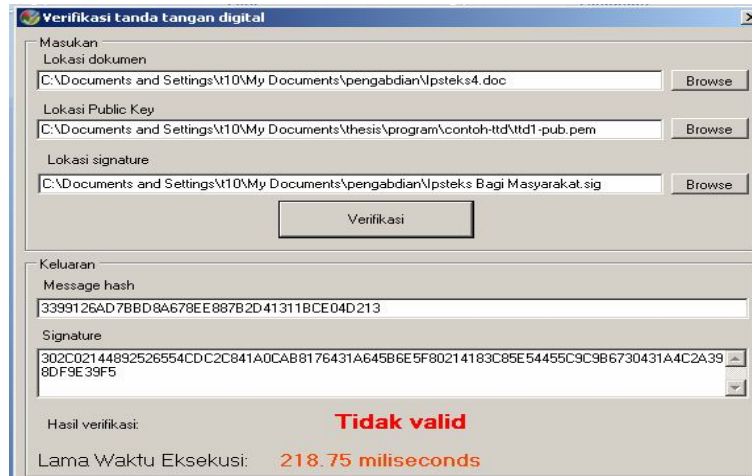 Verifikasi tanda tangan digital
Masukan
Lokasi dokumen
C:\Documents and Settings\t10\My Documents\pengabdian\Ipsteks4.doc
Browse
Lokasi Public Key
C:\Documents and Settings\t10\My Documents\thesis\program\contoh-ttd\ttd1-pub.pem
Browse
Lokasi signature
C:\Documents and Settings\t10\My Documents\pengabdian\Ipsteks Bagi Masyarakat.sig
Browse
Verifikasi
Keluaran
Message hash
3399126AD7BBD8A678EE887B2D41311BCE04D213
Signature
302C02144892526554CDC2C841A0CAB8176431A645B6E5F80214183C85E54455C9C9B6730431A4C2A39
8DF9E39F5
Hasil verifikasi:
Tidak valid
Lama Waktu Eksekusi:
218.75 miliseconds